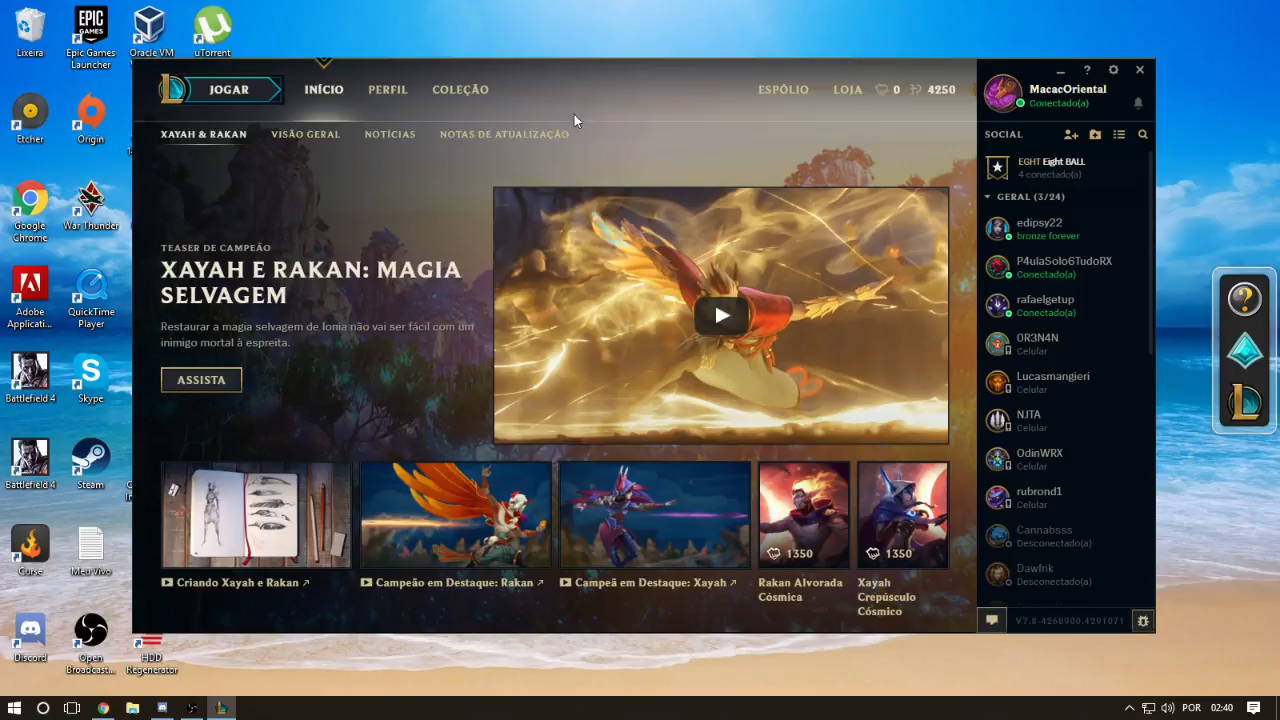 Lixeira
Epic Games
Launcher
Oracle VM
uTorrent
Etcher
Origin
Google
Chrome
War Thunder
Adobe
Applicati...
QuickTime
Player
Battlefield 4
Skype
Battlefield 4
Steam
Curse
Meu Vivo
Discord
Open
Broadcast...
HDD
Regenerator
JOGAR
INÍCIO
PERFIL
COLEÇÃO
ESPÓLIO
LOJA
0
4250
XAYAH & RAKAN
VISÃO GERAL
NOTÍCIAS
NOTAS DE ATUALIZAÇÃO
TEASER DE CAMPEÃO
XAYAH E RAKAN: MAGIA
SELVAGEM
Restaurar a magia selvagem de Ionia não vai ser fácil com um
inimigo mortal à espreita.
ASSISTA
Criando Xayah e Rakan
Campeão em Destaque: Rakan
Campeã em Destaque: Xayah
1350
Rakan Alvorada
Cósmica
1350
Xayah
Crepúsculo
Cósmico
MacacOriental
Conectado(a)
SOCIAL
EGHT Eight BALL
4 conectado(a)
GERAL (3/24)
edipsy22
bronze forever
P4ulaSolo6TudoRX
Conectado(a)
rafaelgetup
Conectado(a)
0R3N4N
Celular
Lucasmangieri
Celular
NJTA
Celular
OdinWRX
Celular
rubrond1
Celular
Cannabsss
Desconectado(a)
Dawfnk
Desconectado(a)
V7.8-4268900.4291071
POR
02:40